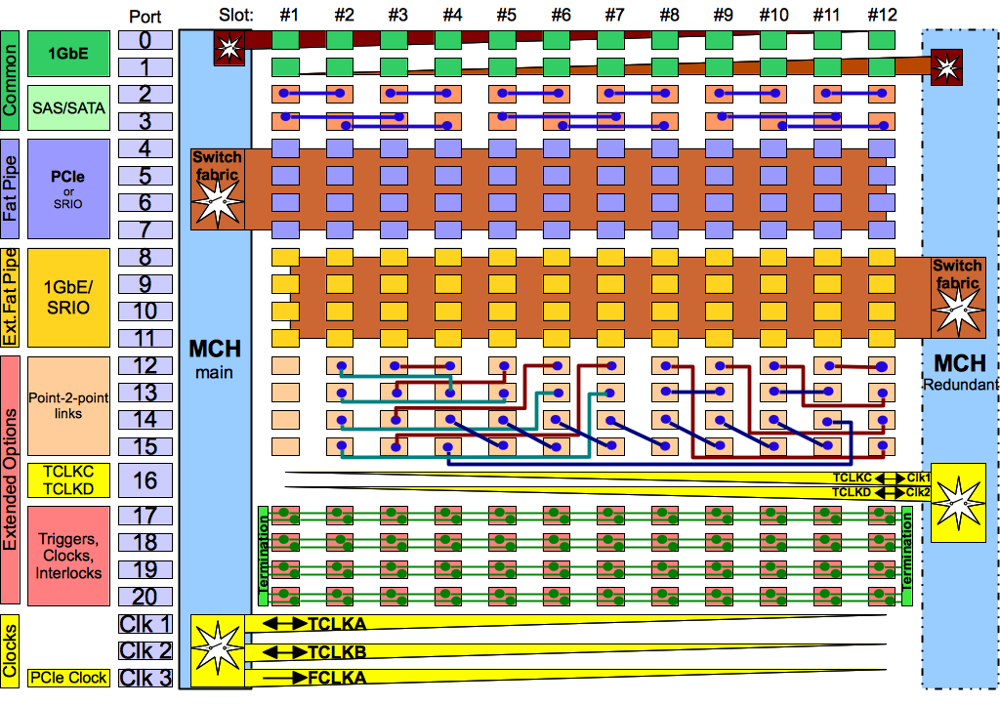 Port
Slot:
#1
#2
#3
#4
#5
#6
#7
#8
#9
#10
#11
#12
Common
1GbE
0
1
SAS/SATA
2
3
Fat Pipe
PCIe
or
SRIO
4
5
6
7
Switch
fabric
Ext.Fat Pipe
1GbE/
SRIO
8
9
10
11
Switch
fabric
MCH
main
MCH
Redundant
Extended Options
Point-2-point
links
12
13
14
15
TCLKC
TCLKD
16
TCLKC
Clk1
TCLKD
Clk2
Triggers,
Clocks,
Interlocks
17
18
19
20
Termination
Termination
Clocks
Clk 1
TCLKA
Clk 2
TCLKB
PCIe Clock
Clk 3
FCLKA